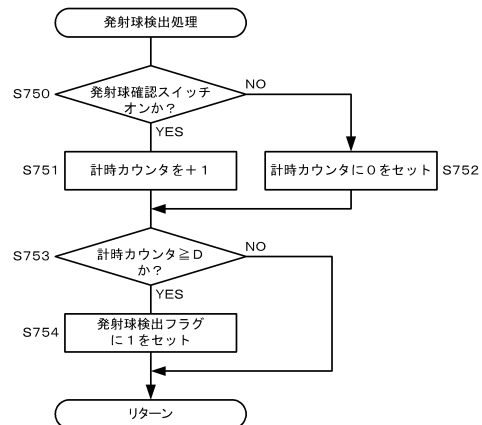 発射球検出処理
S750
発射球確認スイッチ
オンか？
NO
YES
S751
計時カウンタを＋１
計時カウンタに０をセット
S752
S753
計時カウンタ≧Ｄ
か？
NO
YES
S754
発射球検出フラグ
に１をセット
リターン